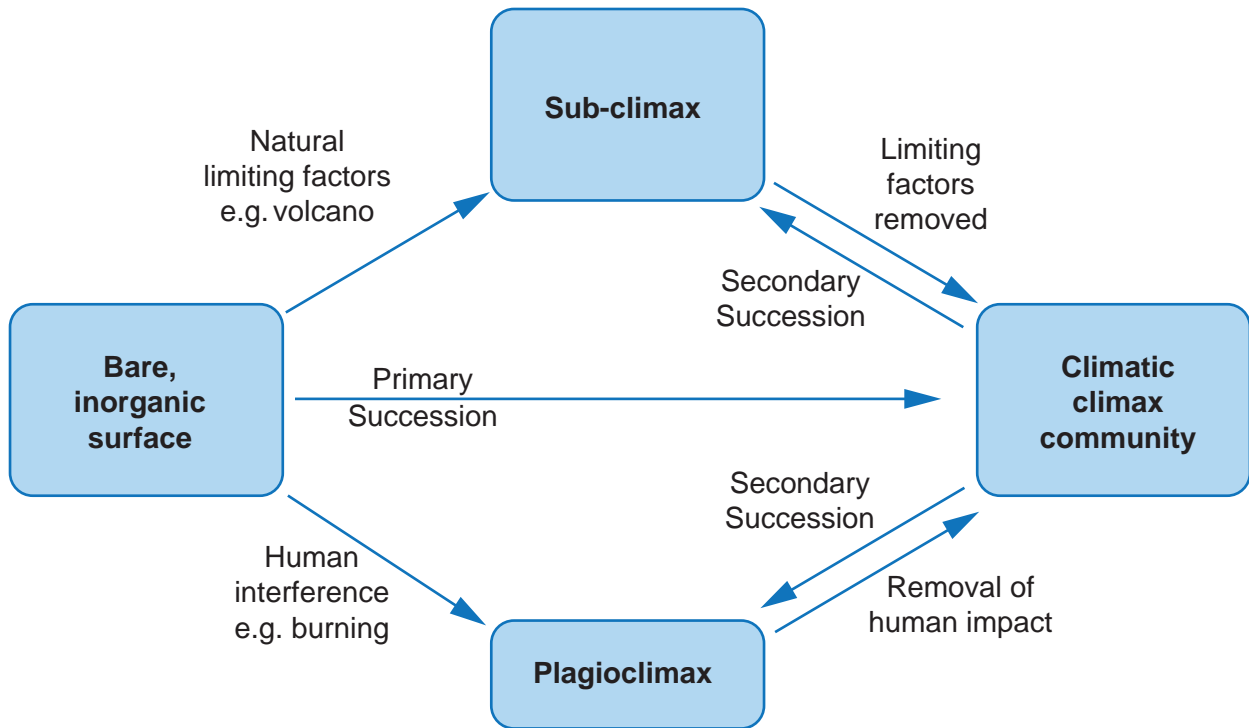 Sub-climax
Natural
limiting factors
e.g. volcano
Limiting
factors
removed
Secondary
Succession
Bare,
inorganic
surface
Primary
Succession
Climatic
climax
community
Secondary
Succession
Human
interference
e.g. burning
Removal of
human impact
Plagioclimax